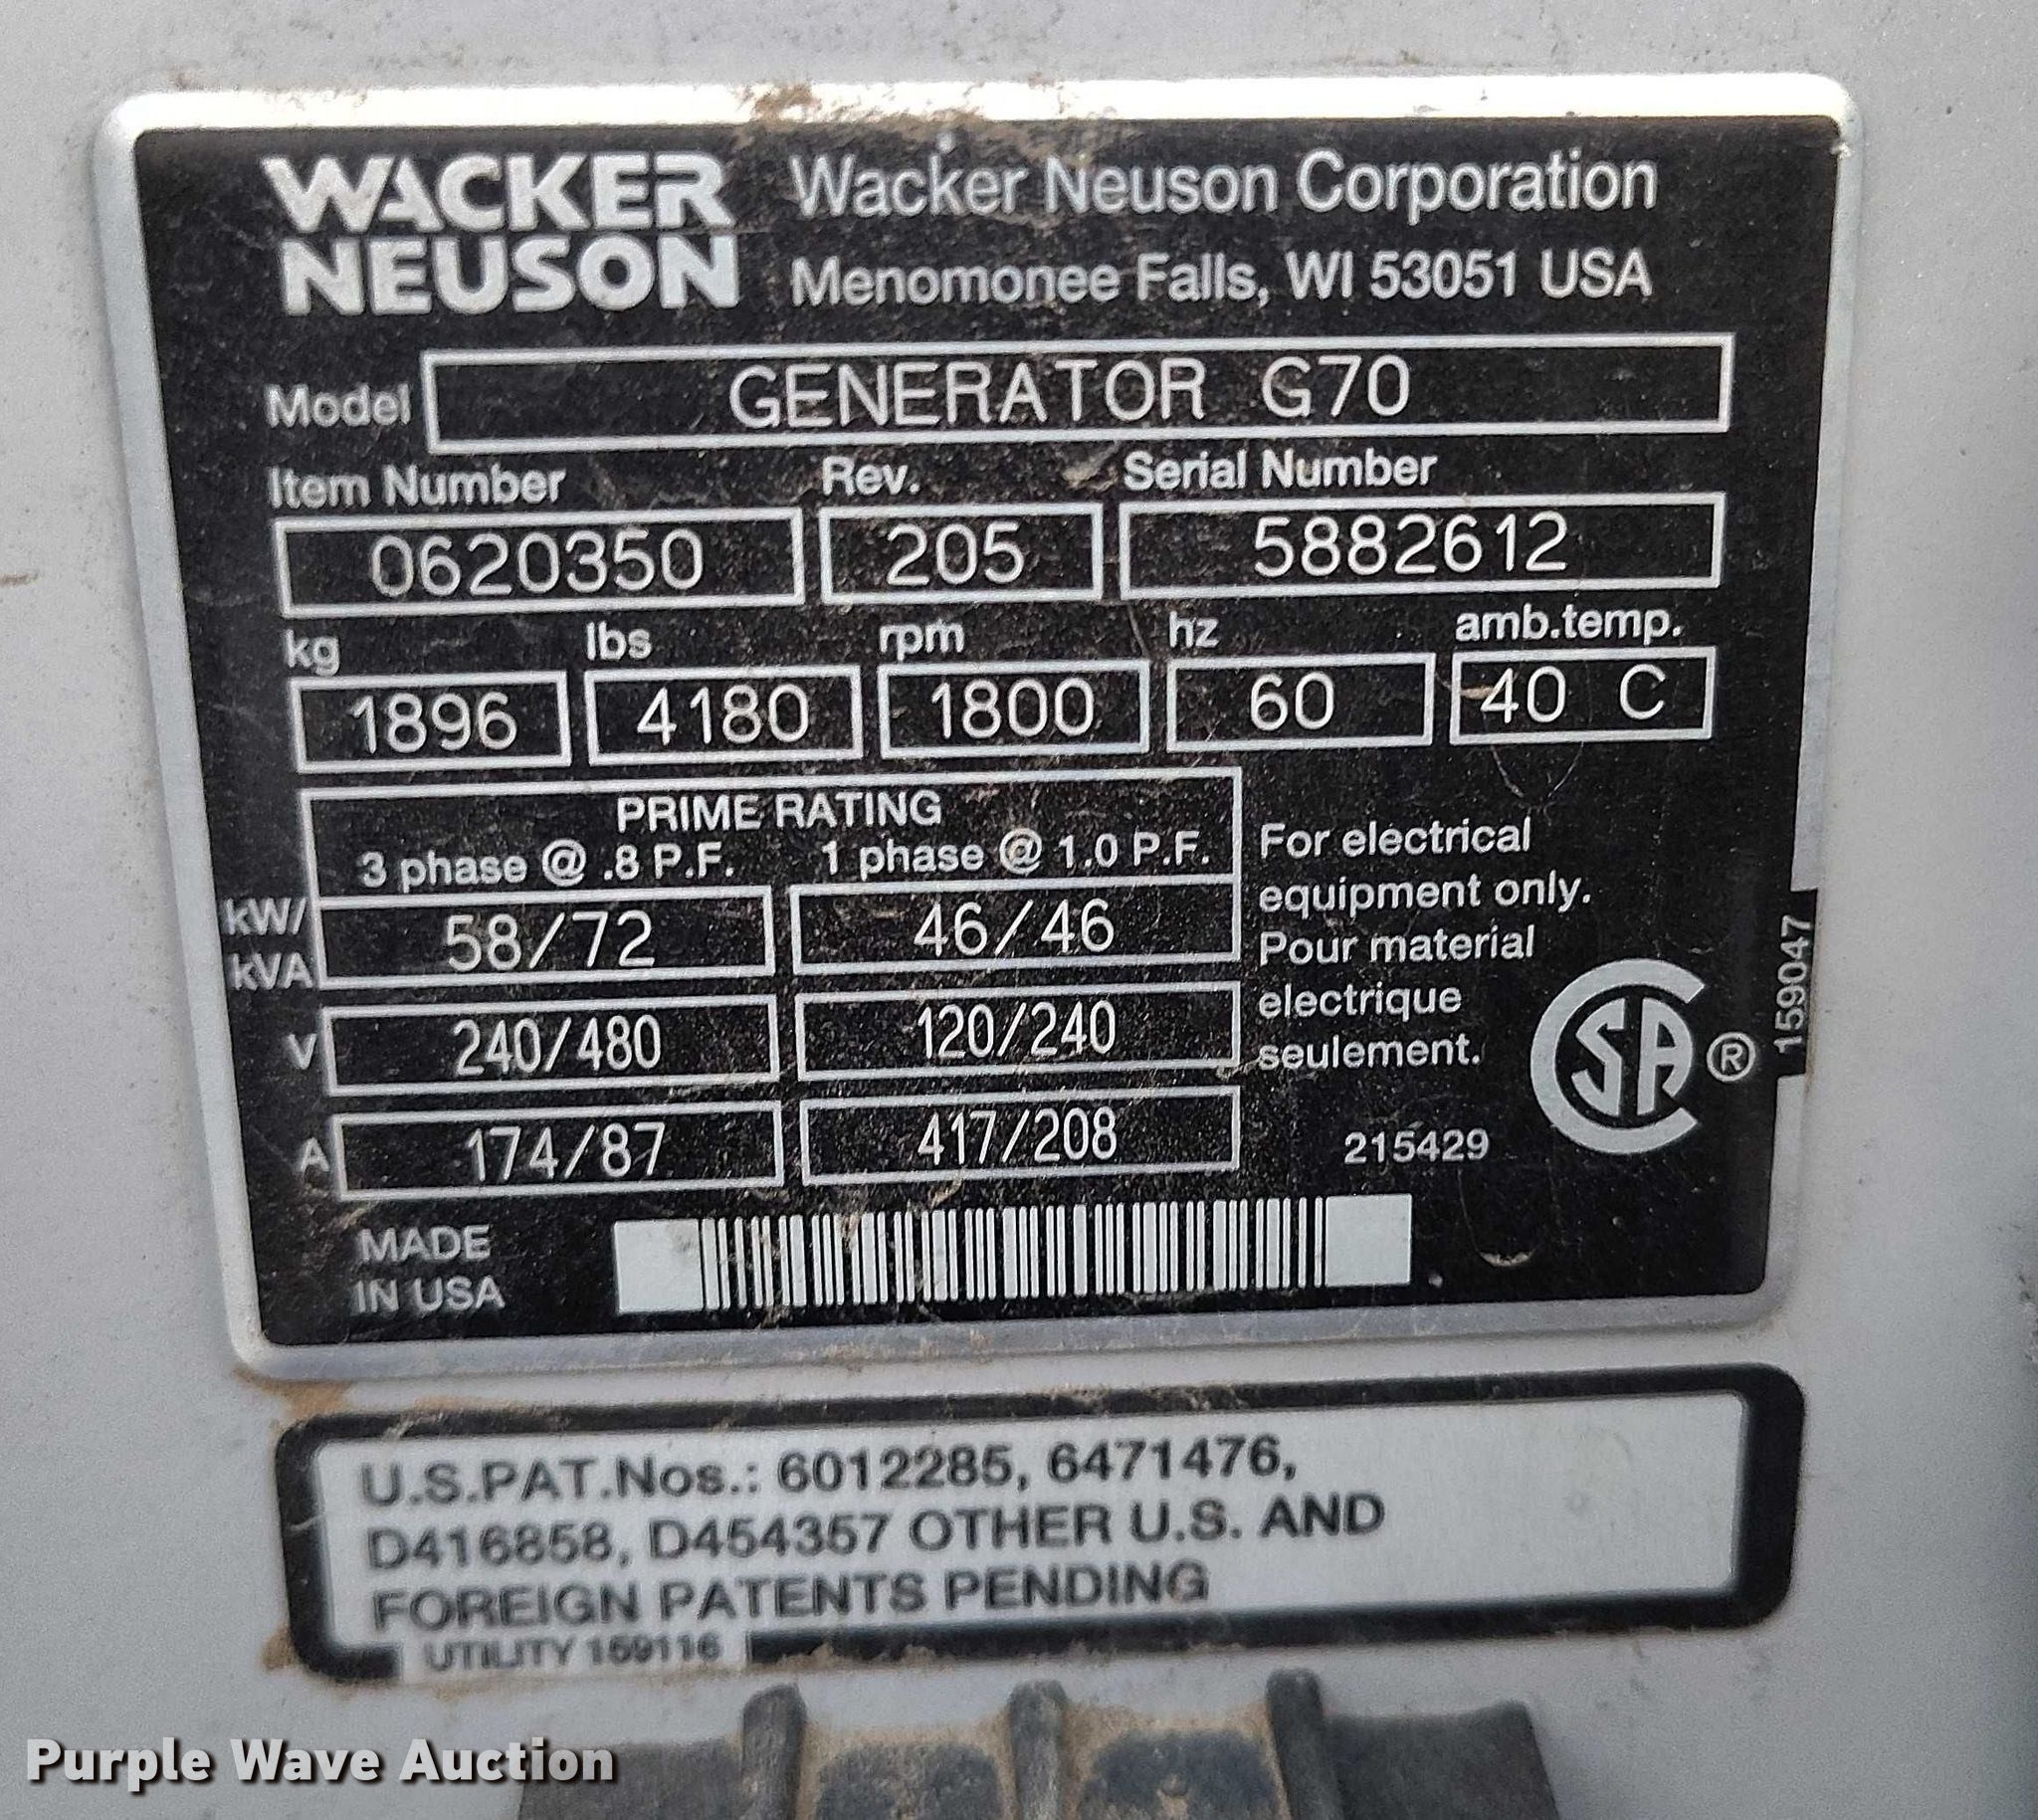 WACKER
NEUSON
Wacker Neuson Corporation
Menomonee Falls, WI 53051 USA
Model GENERATOR G70
Item Number Rev. Serial Number
0620350 205 5882612
kg lbs rpm hz amb.temp.
1896 4180 1800 60 40 C
PRIME RATING
3 phase @ .8 P.F. 1 phase @ 1.0 P.F.
kW/
kVA 58/72 46/46
V 240/480 120/240
A 174/87 417/208
For electrical
equipment only.
Pour material
electrique
seulement.
215429
SA ®
159047
MADE
IN USA
U.S.PAT.Nos.: 6012285, 6471476,
D416858, D454357 OTHER U.S. AND
FOREIGN PATENTS PENDING
UTILITY 159116
Purple Wave Auction